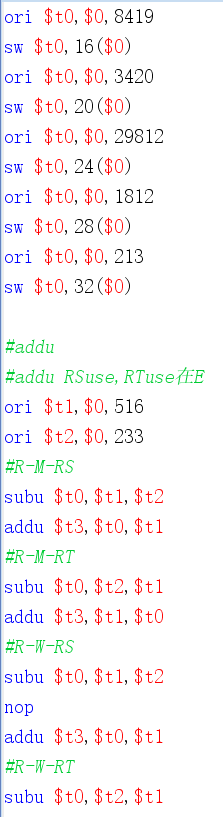 ori $t0,$0,8419
sw $t0,16($0)
ori $t0,$0,3420
sw $t0,20($0)
ori $t0,$0,29812
sw $t0,24($0)
ori $t0,$0,1812
sw $t0,28($0)
ori $t0,$0,213
sw $t0,32($0)
#addu
#addu RSuse,RTuse在E
ori $t1,$0,516
ori $t2,$0,233
#R-M-RS
subu $t0,$t1,$t2
addu $t3,$t0,$t1
#R-M-RT
subu $t0,$t2,$t1
addu $t3,$t1,$t0
#R-W-RS
subu $t0,$t1,$t2
nop
addu $t3,$t0,$t1
#R-W-RT
subu $t0,$t2,$t1